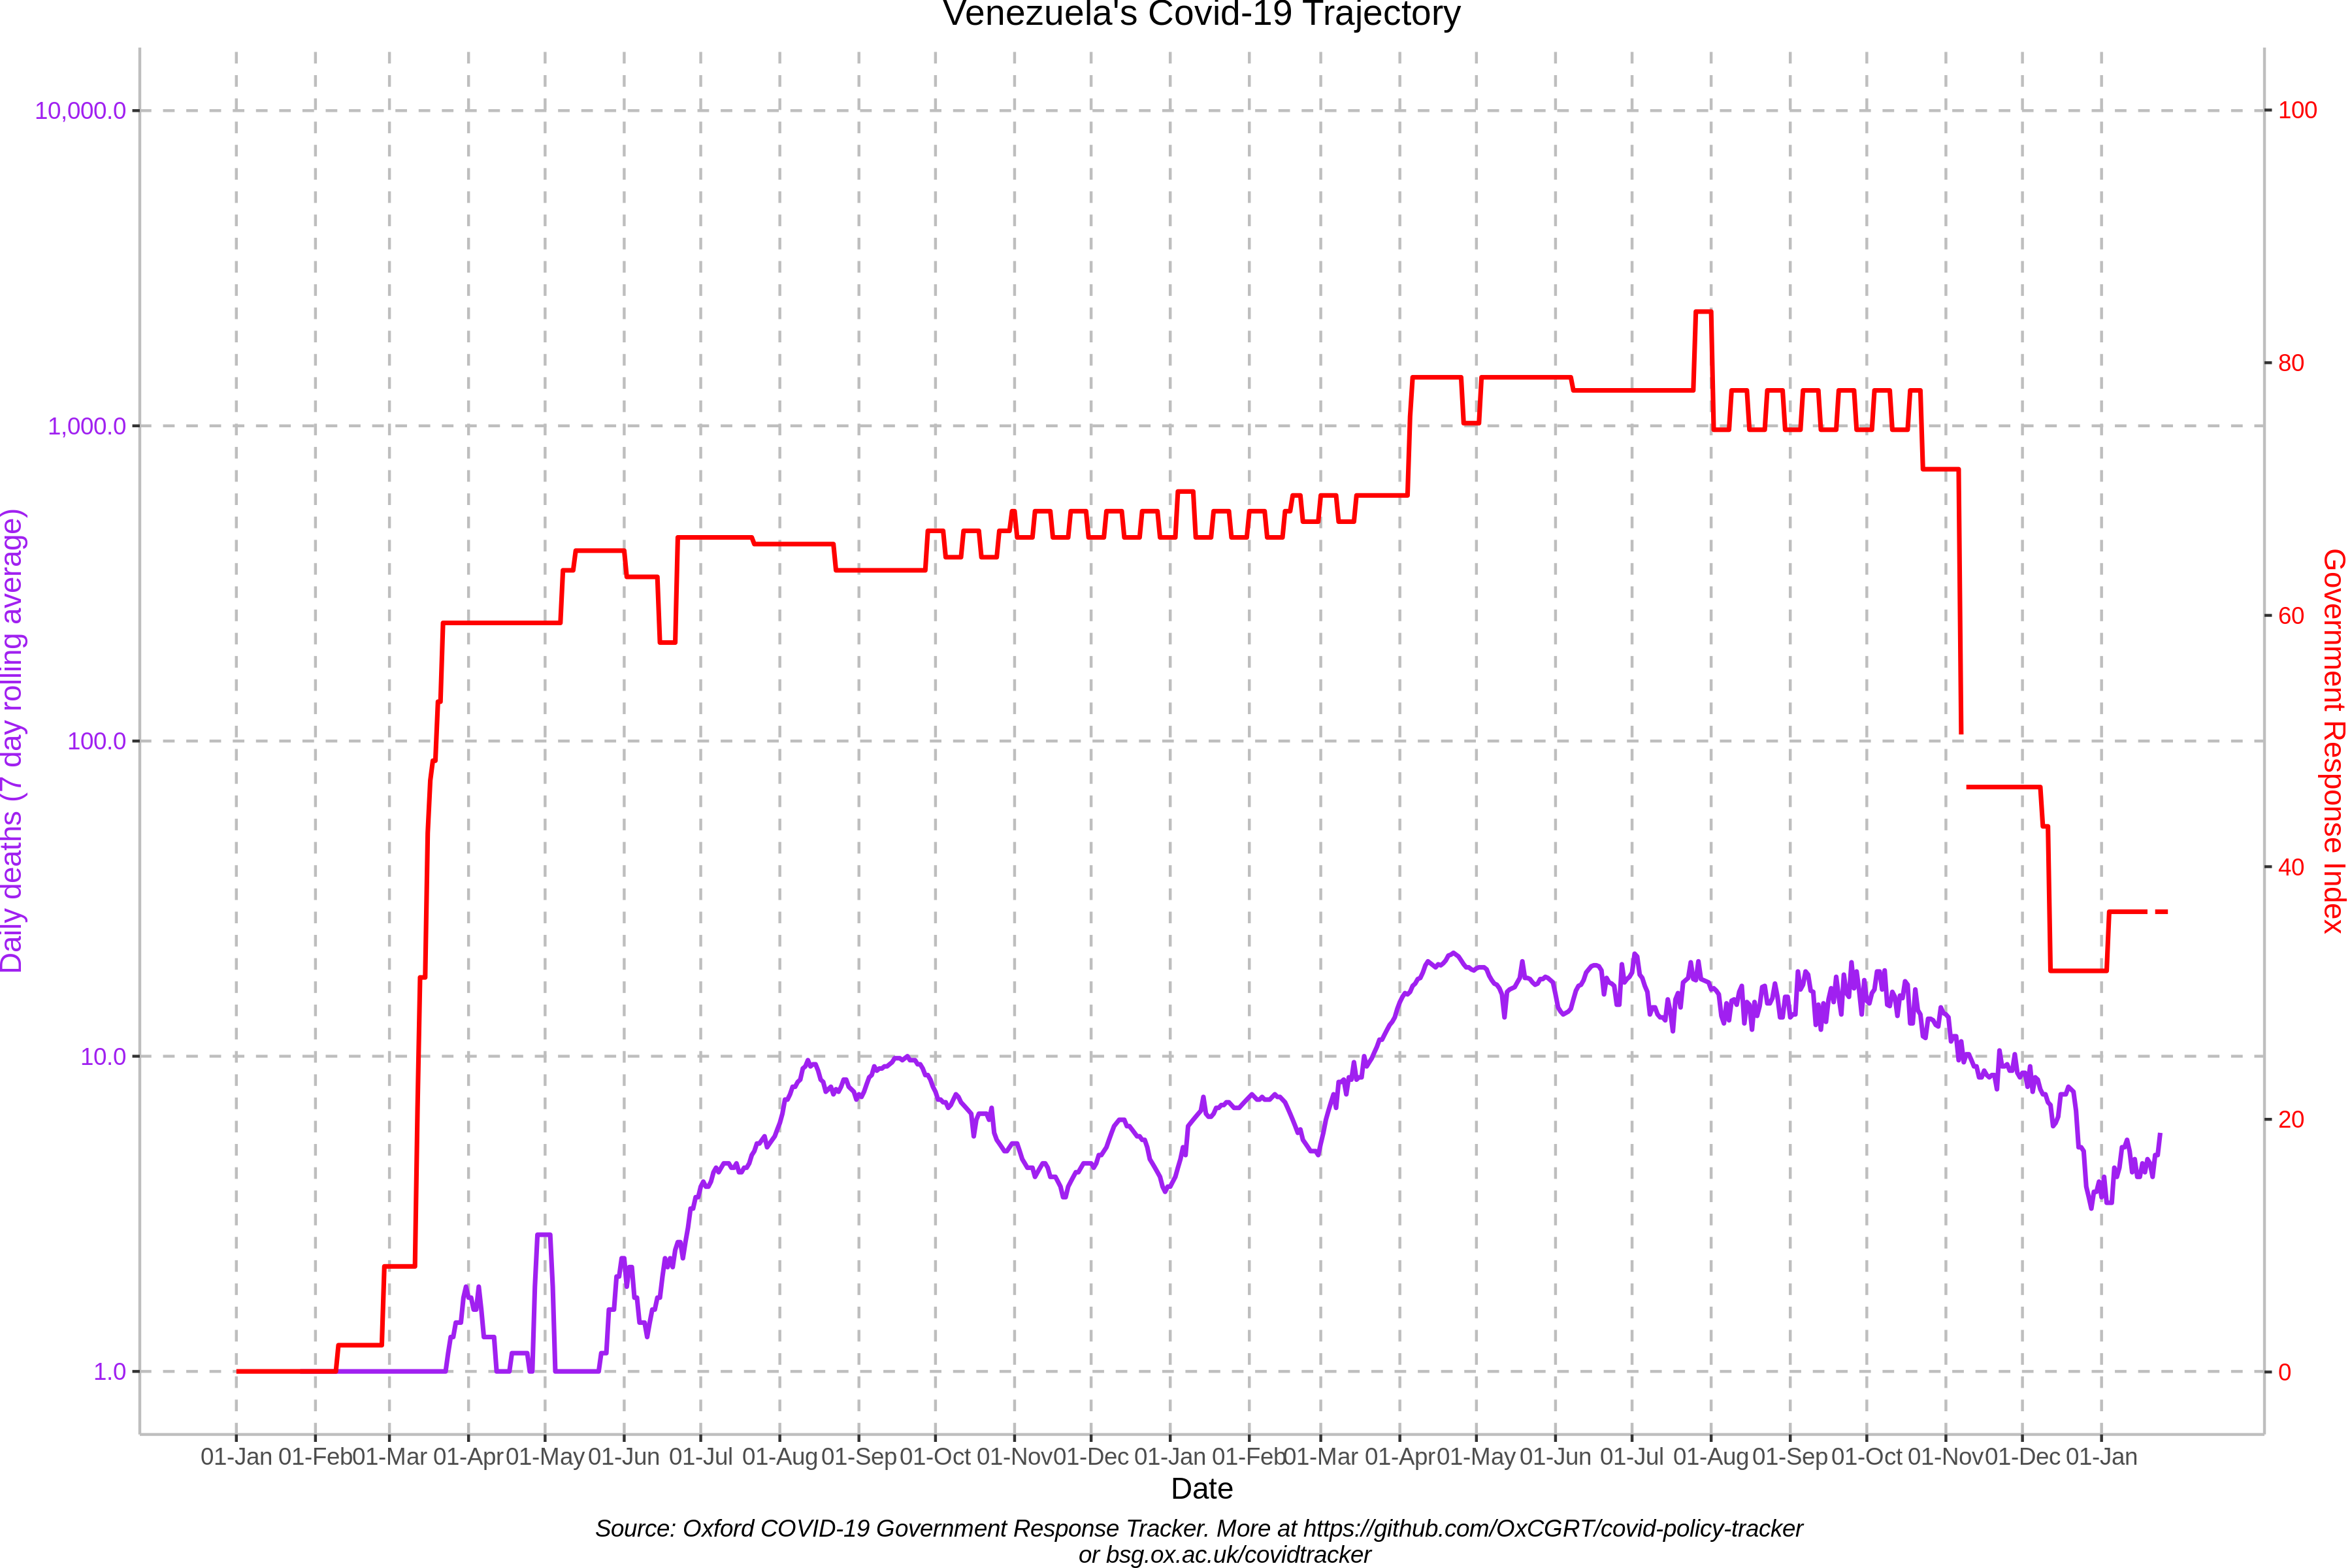 Venezuela's Covid-19 Trajectory
10,000.0
1,000.0
100.0
10.0
1.0
Daily deaths (7 day rolling average)
100
80
60
40
20
0
Government Response Index
01-Jan 01-Feb 01-Mar 01-Apr 01-May 01-Jun 01-Jul 01-Aug 01-Sep 01-Oct 01-Nov 01-Dec 01-Jan 01-Feb 01-Mar 01-Apr 01-May 01-Jun 01-Jul 01-Aug 01-Sep 01-Oct 01-Nov 01-Dec 01-Jan
Date
Source: Oxford COVID-19 Government Response Tracker. More at https://github.com/OxCGRT/covid-policy-tracker
or bsg.ox.ac.uk/covidtracker